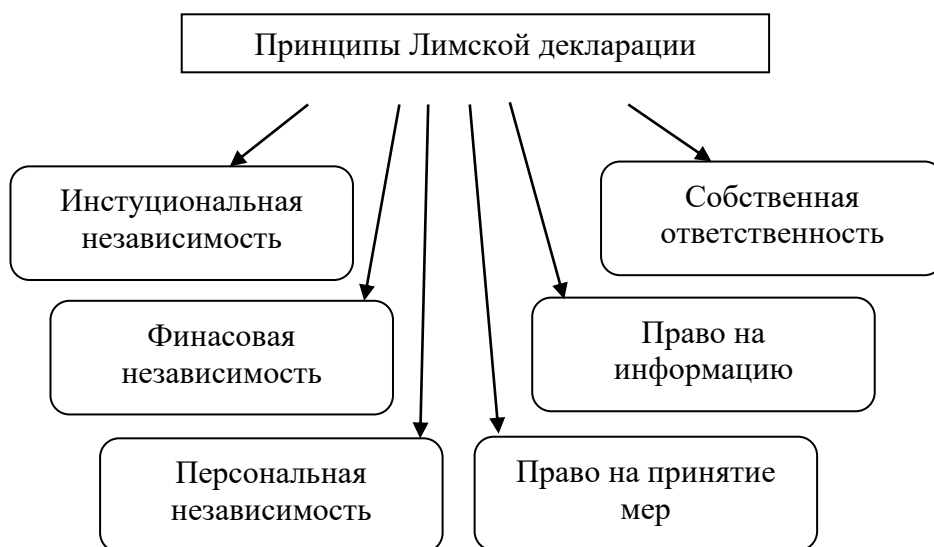 Принципы Лимской декларации
Инстуциональная
независимость
Собственная
ответственность
Финасовая
независимость
Право на
информацию
Персональная
независимость
Право на принятие
мер